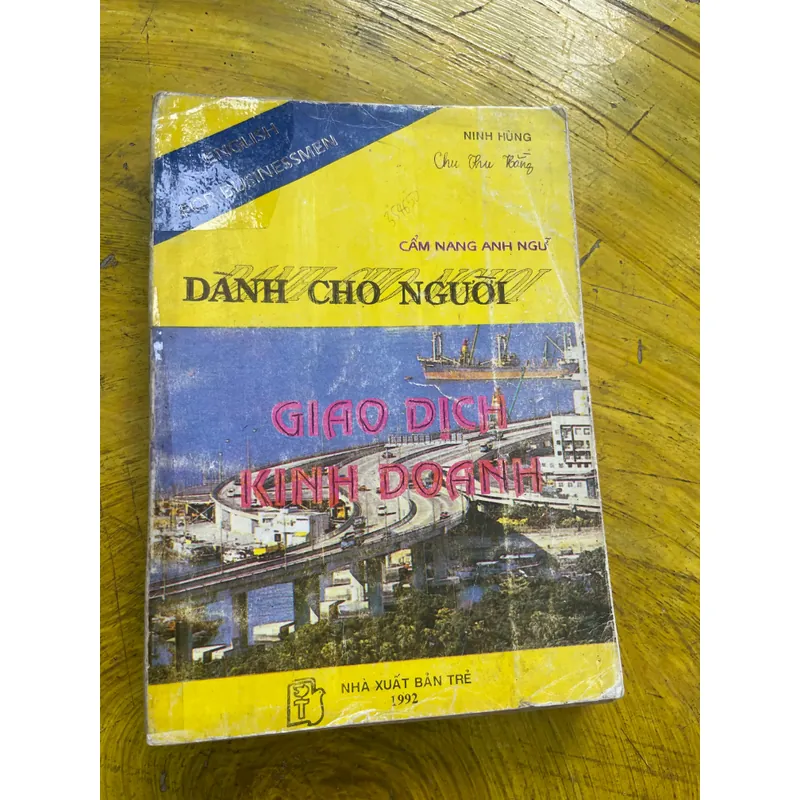 ENGLISH
FOR BUSINESSMEN
NINH HÙNG
Chu Thu Hằng
CẨM NANG ANH NGỮ
DÀNH CHO NGƯỜI
GIAO DỊCH
KINH DOANH
NHÀ XUẤT BẢN TRẺ
1992